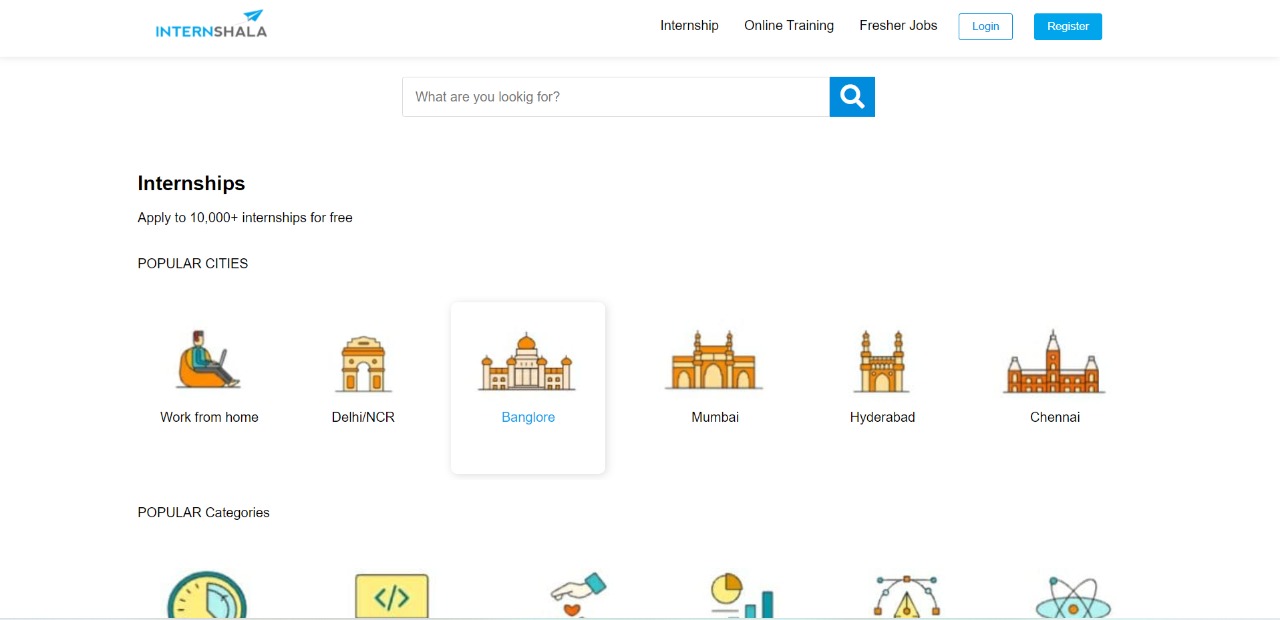 INTERNSHALA
Internship Online Training Fresher Jobs Login Register
What are you lookig for?
Internships
Apply to 10,000+ internships for free
POPULAR CITIES
Work from home Delhi/NCR Banglore Mumbai Hyderabad Chennai
POPULAR Categories
</>